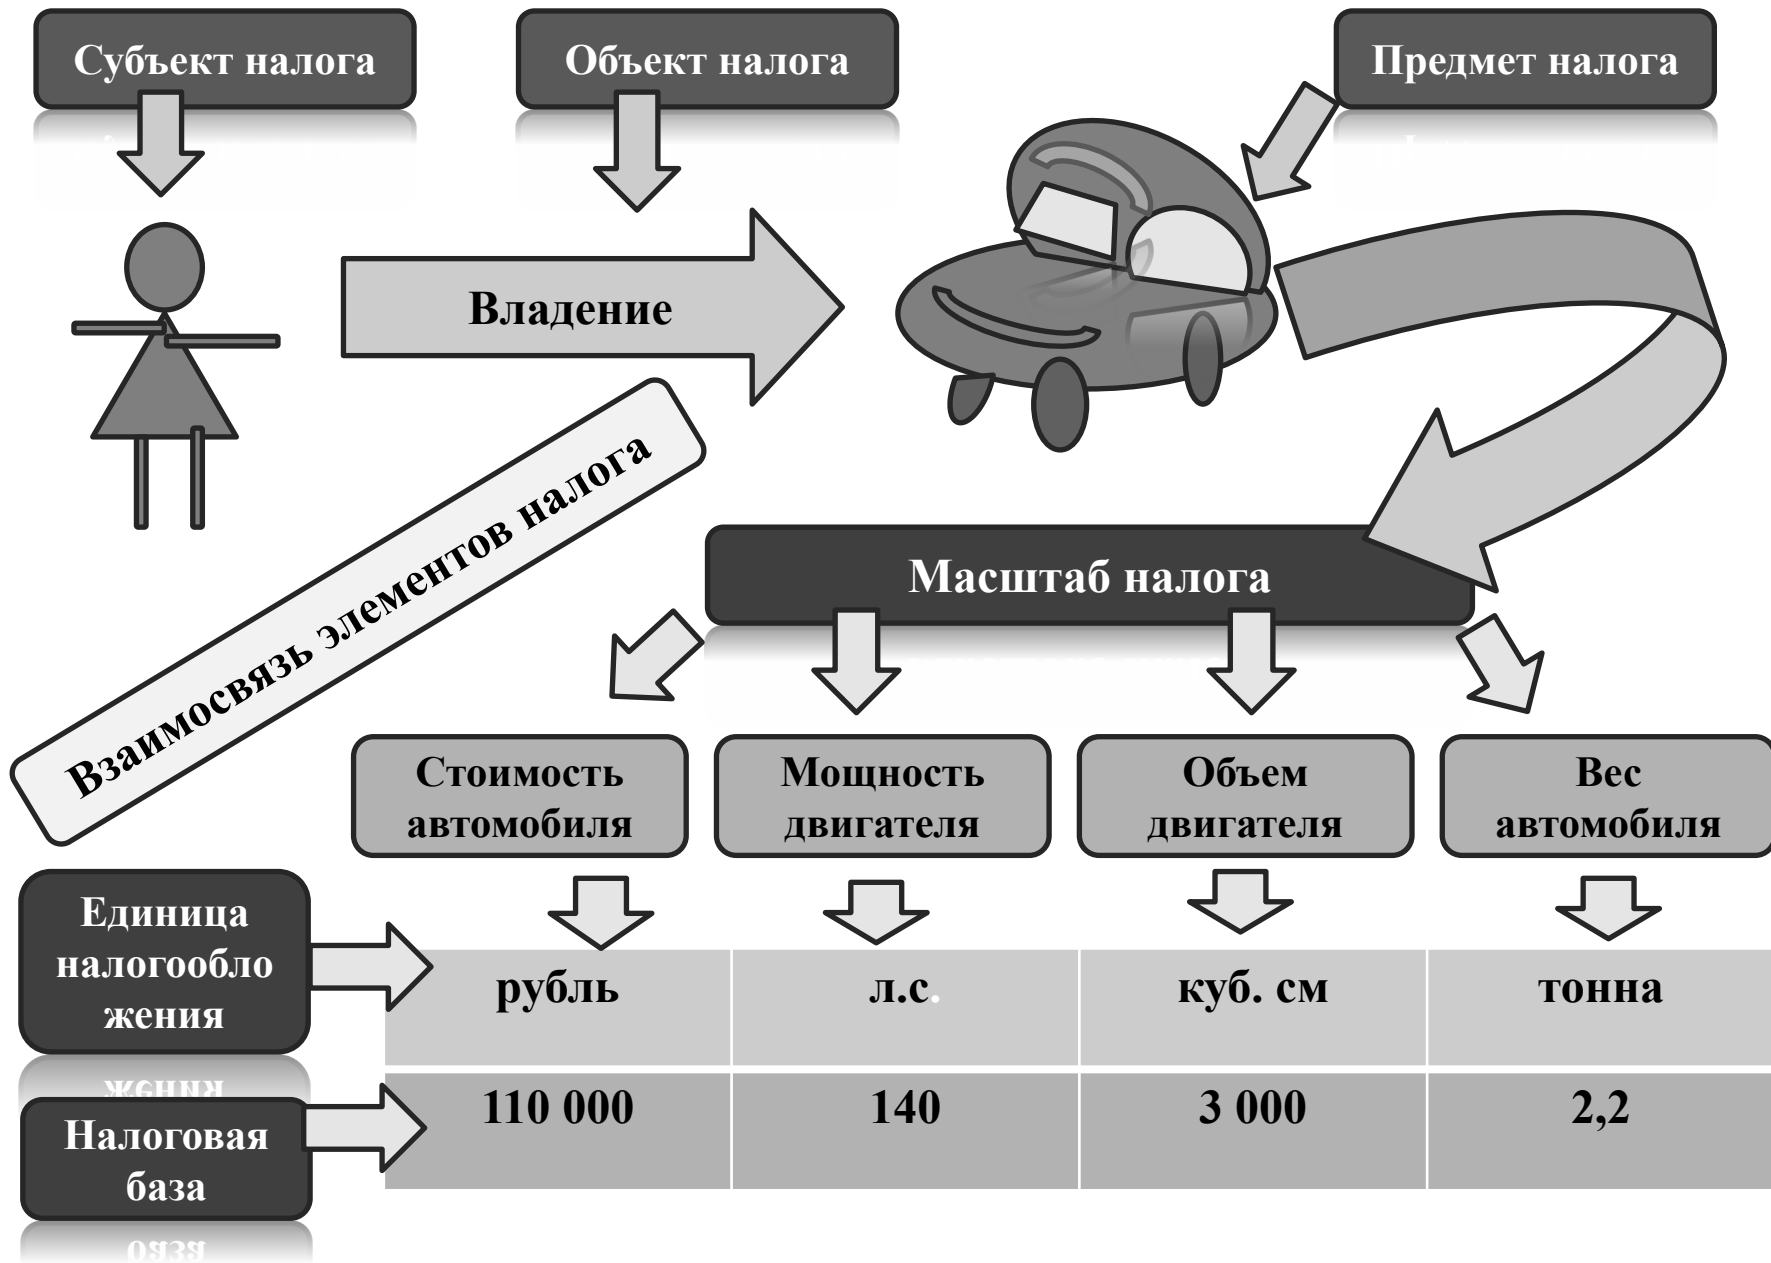 Субъект налога
Объект налога
Предмет налога
Владение
Взаимосвязь элементов налога
Масштаб налога
Стоимость
автомобиля
Мощность
двигателя
Объем
двигателя
Вес
автомобиля
Единица
налогообло
жения
рубль
л.с.
куб. см
тонна
Налоговая
база
110 000
140
3 000
2,2